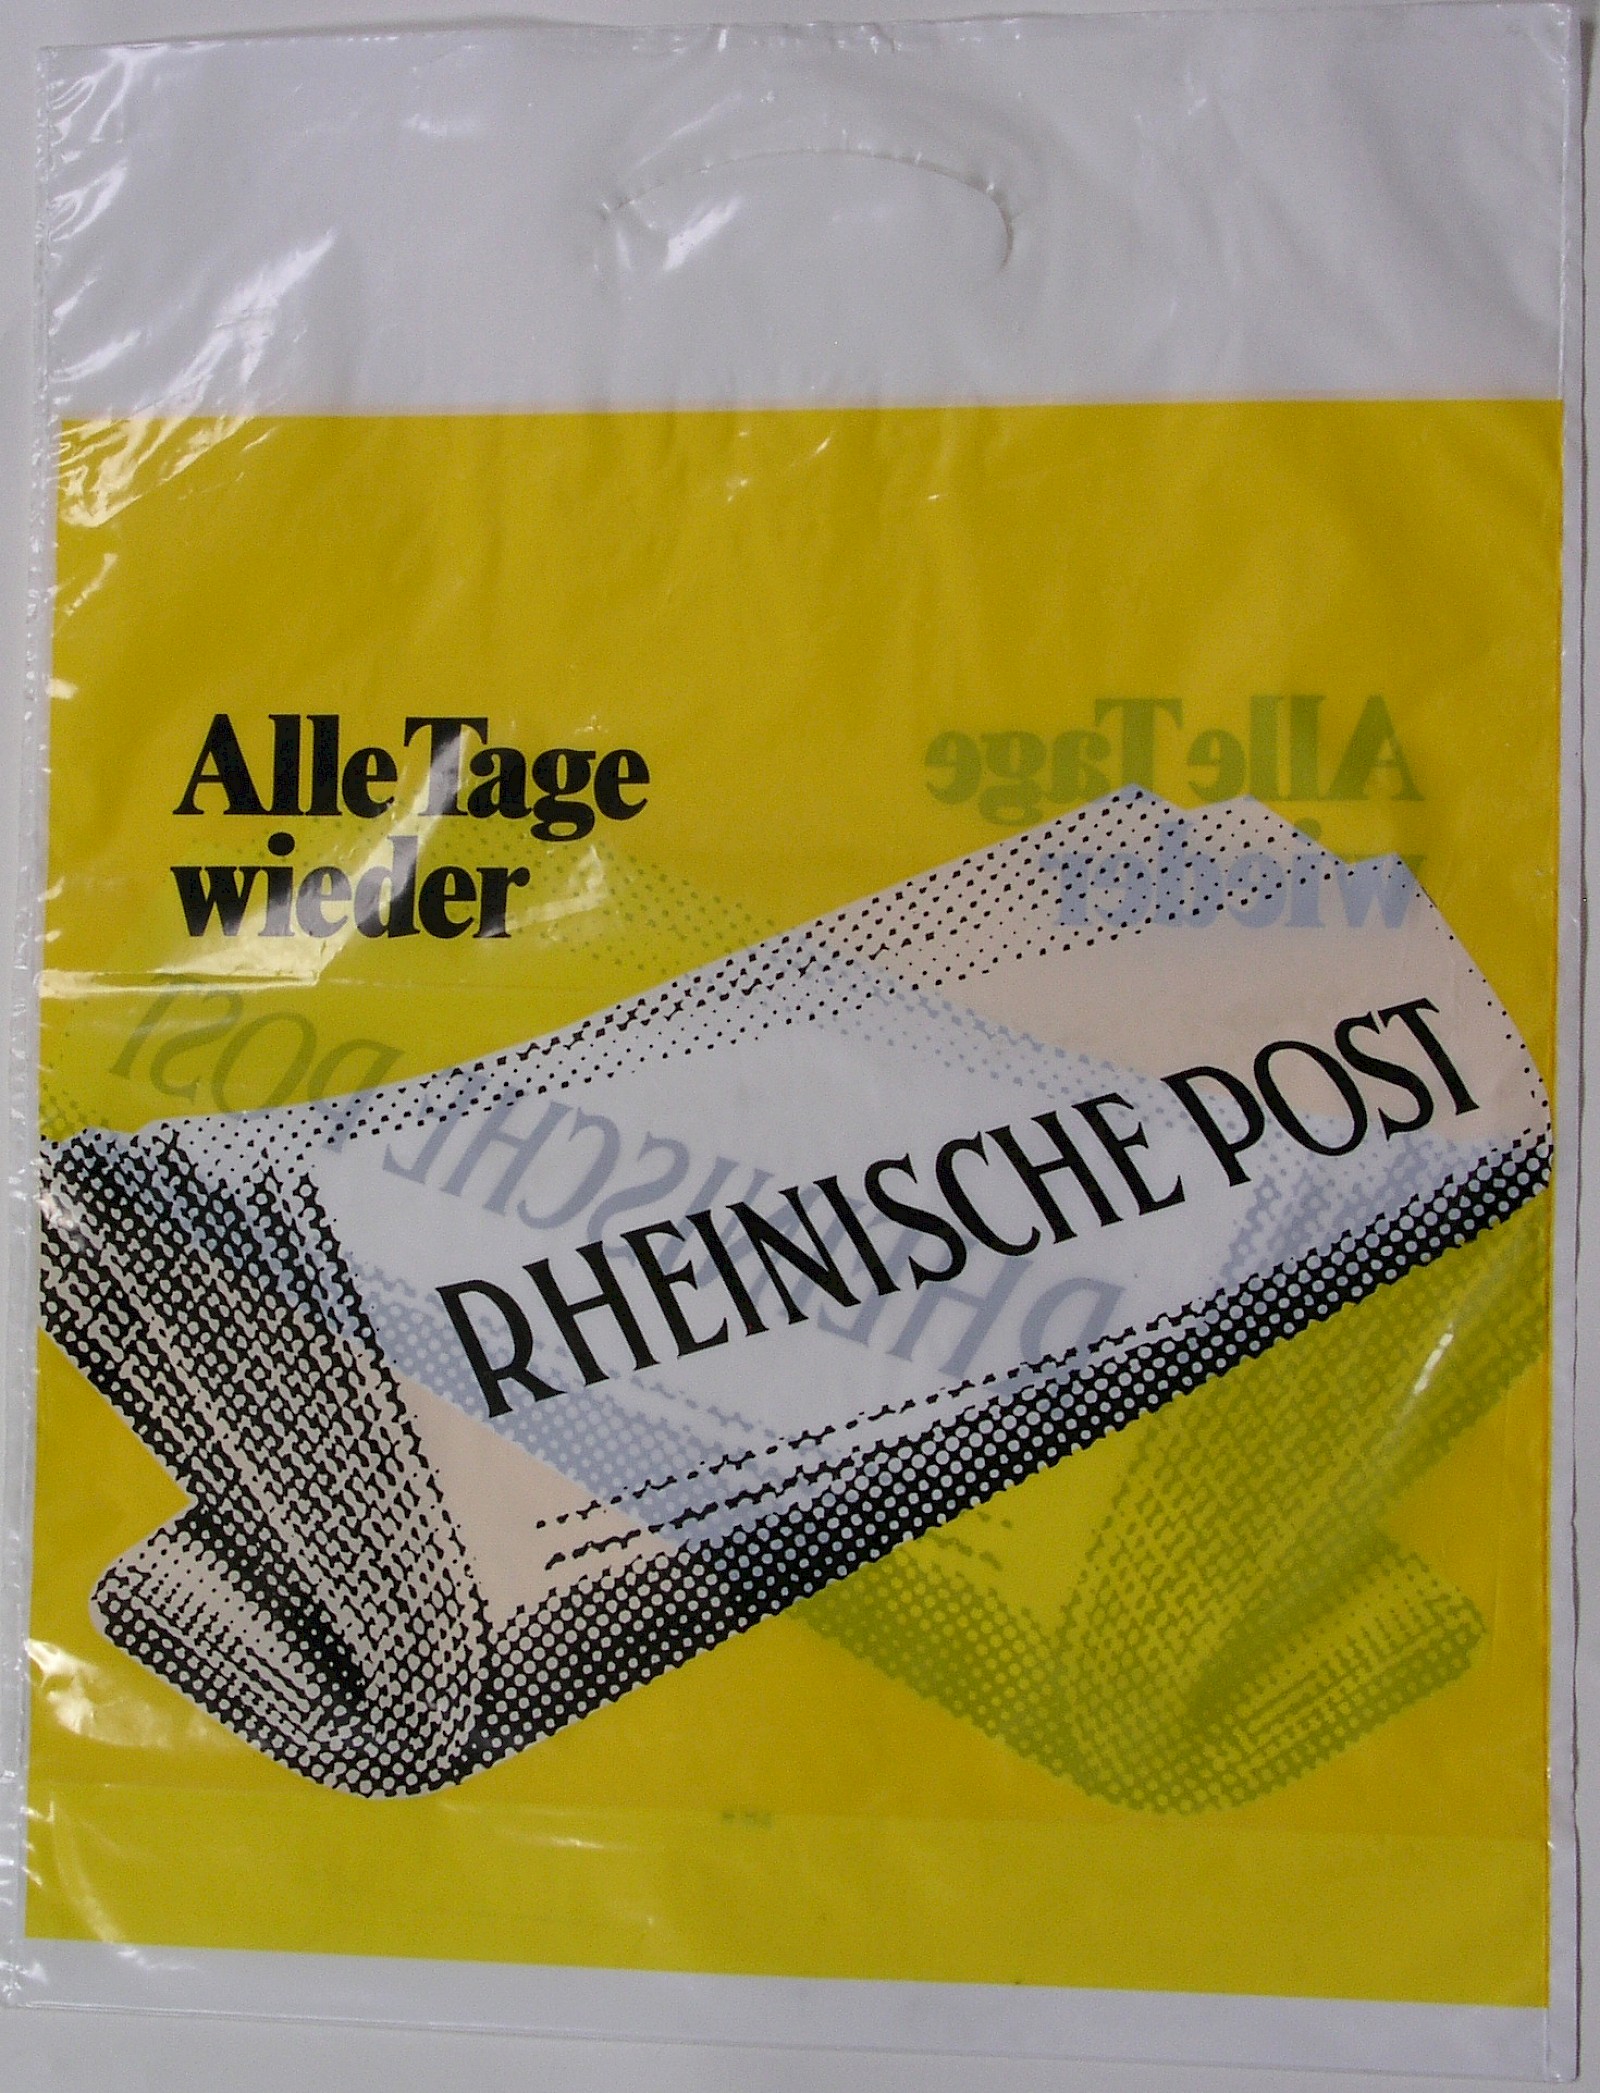 Alle Tage
wieder
RHEINISCHE POST